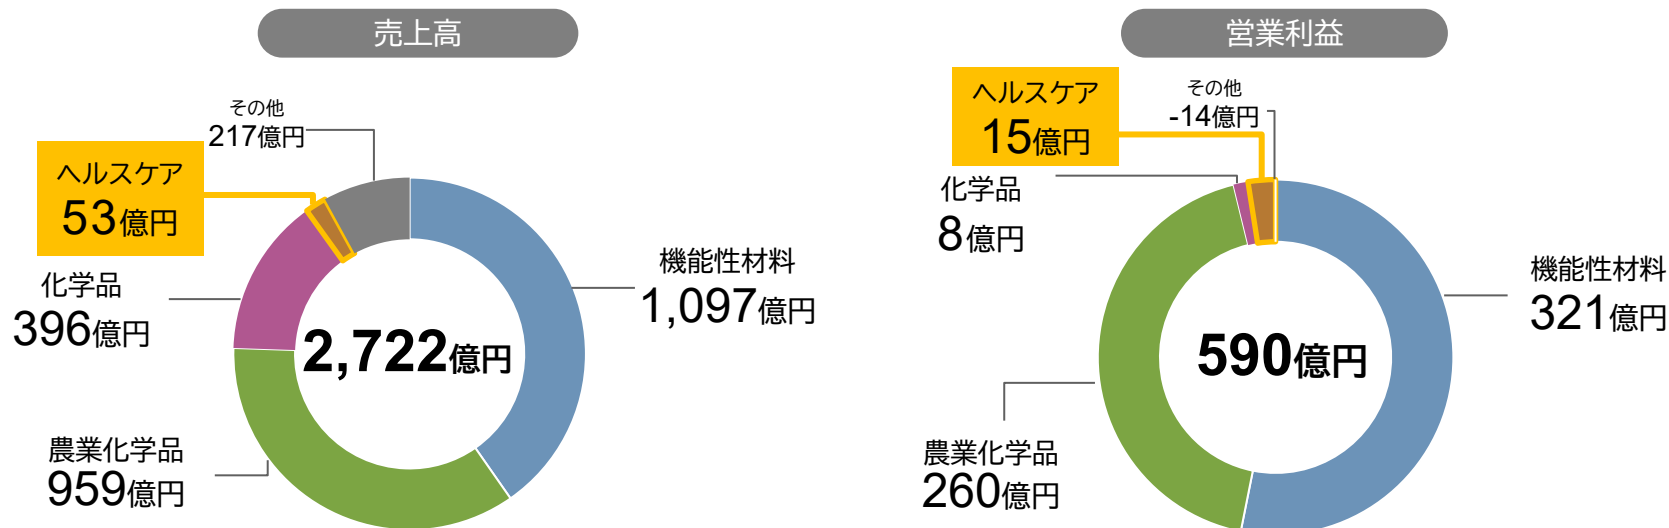 売上高
その他
217億円
ヘルスケア
53億円
化学品
396億円
機能性材料
1,097億円
2,722億円
農業化学品
959億円
営業利益
ヘルスケア
15億円
その他
-14億円
化学品
8億円
機能性材料
321億円
590億円
農業化学品
260億円